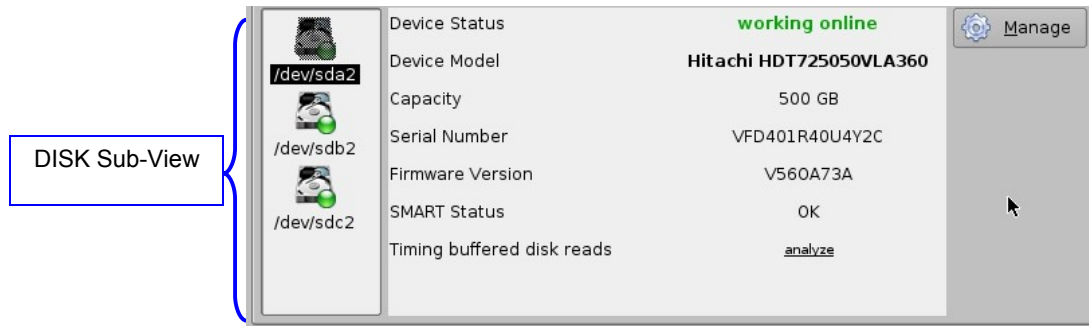 DISK Sub-View
/dev/sda2
/dev/sdb2
/dev/sdc2
Device Status working online
Device Model Hitachi HDT725050VLA360
Capacity 500 GB
Serial Number VFD401R40U4Y2C
Firmware Version V56OA73A
SMART Status OK
Timing buffered disk reads analyze
Manage